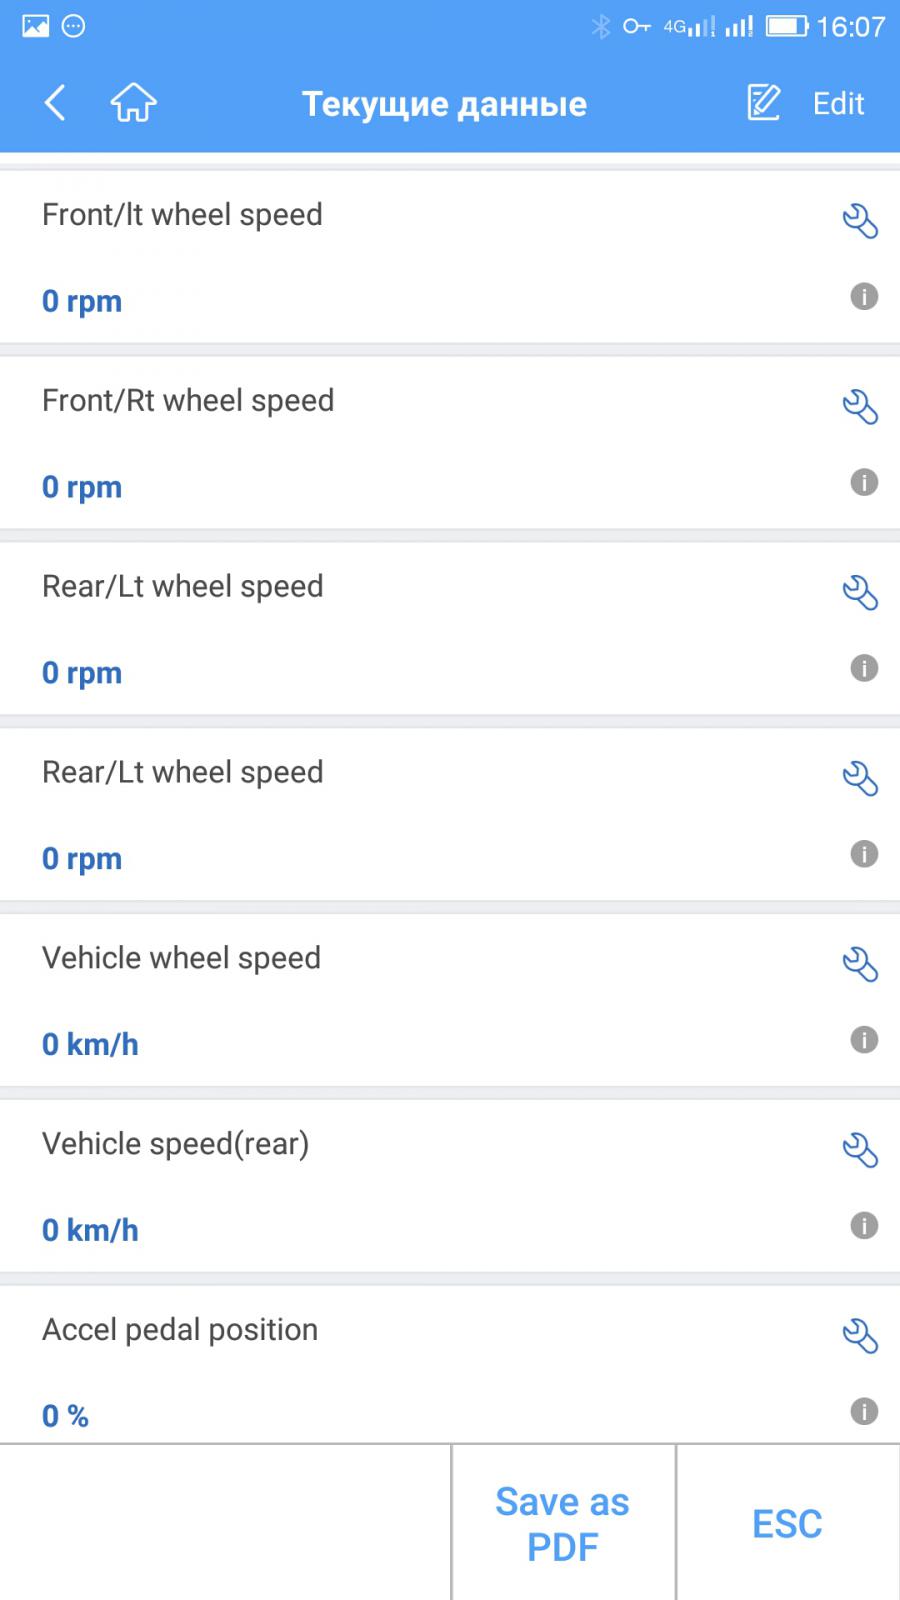 4G 16:07
Текущие данные Edit
Front/lt wheel speed
0 rpm
Front/Rt wheel speed
0 rpm
Rear/Lt wheel speed
0 rpm
Rear/Lt wheel speed
0 rpm
Vehicle wheel speed
0 km/h
Vehicle speed(rear)
0 km/h
Accel pedal position
0 %
Save as
PDF
ESC